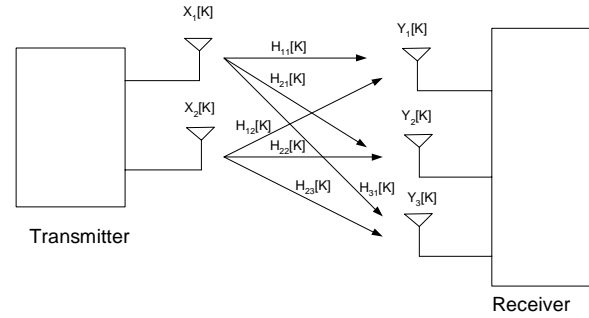 X1[K]
Y1[K]
H11[K]
H21[K]
X2[K]
H12[K]
Y2[K]
H22[K]
H23[K]
H31[K]
Y3[K]
Transmitter
Receiver